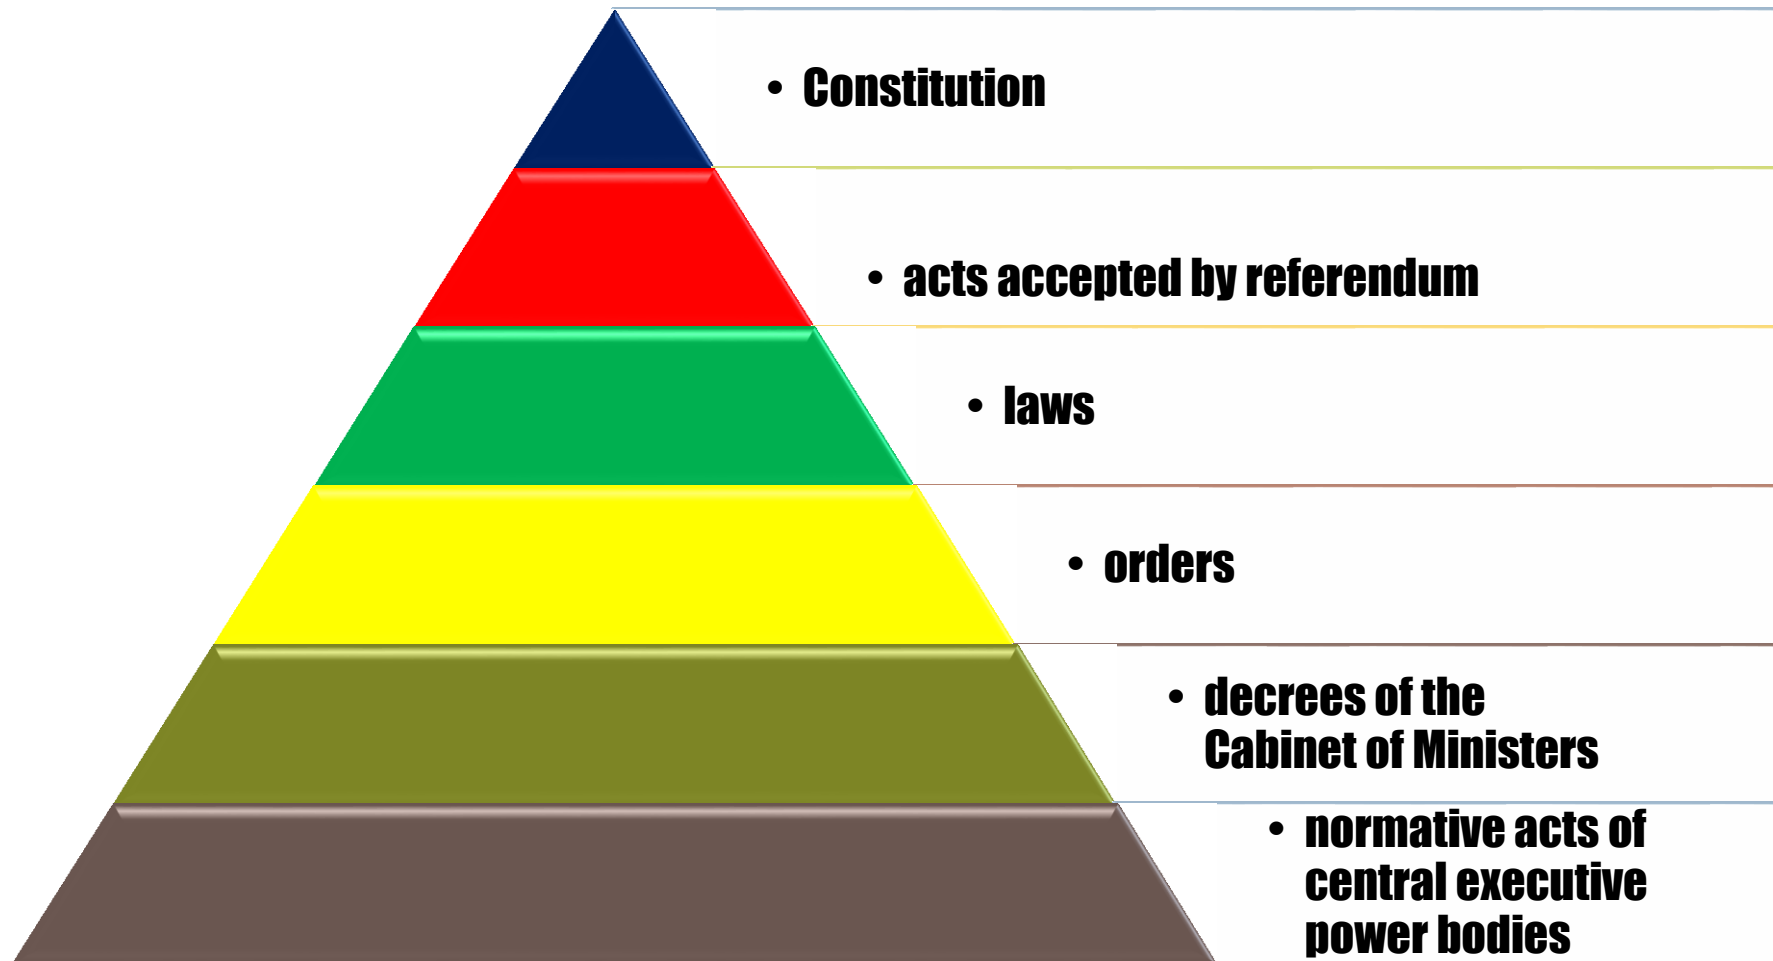 • Constitution
• acts accepted by referendum
• laws
• orders
• decrees of the
Cabinet of Ministers
• normative acts of
central executive
power bodies